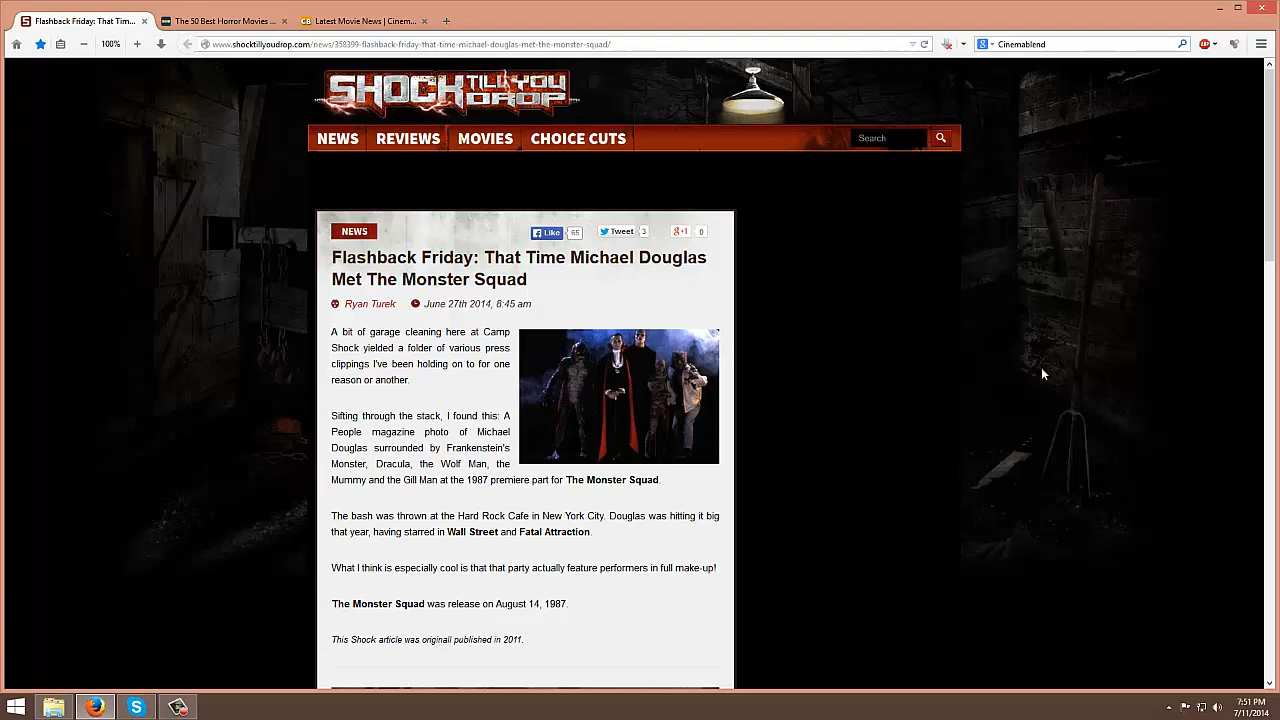 Flashback Friday: That Tim...
The 50 Best Horror Movies ...
Latest Movie News | Cinem...
100%
www.shocktillyoudrop.com/news/358399-flashback-friday-that-time-michael-douglas-met-the-monster-squad/
Cinemablend
SHOCK TILL YOU DROP
NEWS
REVIEWS
MOVIES
CHOICE CUTS
Search
NEWS
Like 65
Tweet 3
g+1 0
Flashback Friday: That Time Michael Douglas
Met The Monster Squad
Ryan Turek June 27th 2014, 8:45 am
A bit of garage cleaning here at Camp
Shock yielded a folder of various press
clippings I've been holding on to for one
reason or another.
Sifting through the stack, I found this: A
People magazine photo of Michael
Douglas surrounded by Frankenstein's
Monster, Dracula, the Wolf Man, the
Mummy and the Gill Man at the 1987 premiere part for The Monster Squad.
The bash was thrown at the Hard Rock Cafe in New York City. Douglas was hitting it big
that year, having starred in Wall Street and Fatal Attraction.
What I think is especially cool is that that party actually feature performers in full make-up!
The Monster Squad was release on August 14, 1987.
This Shock article was originall published in 2011.
7:51 PM
7/11/2014